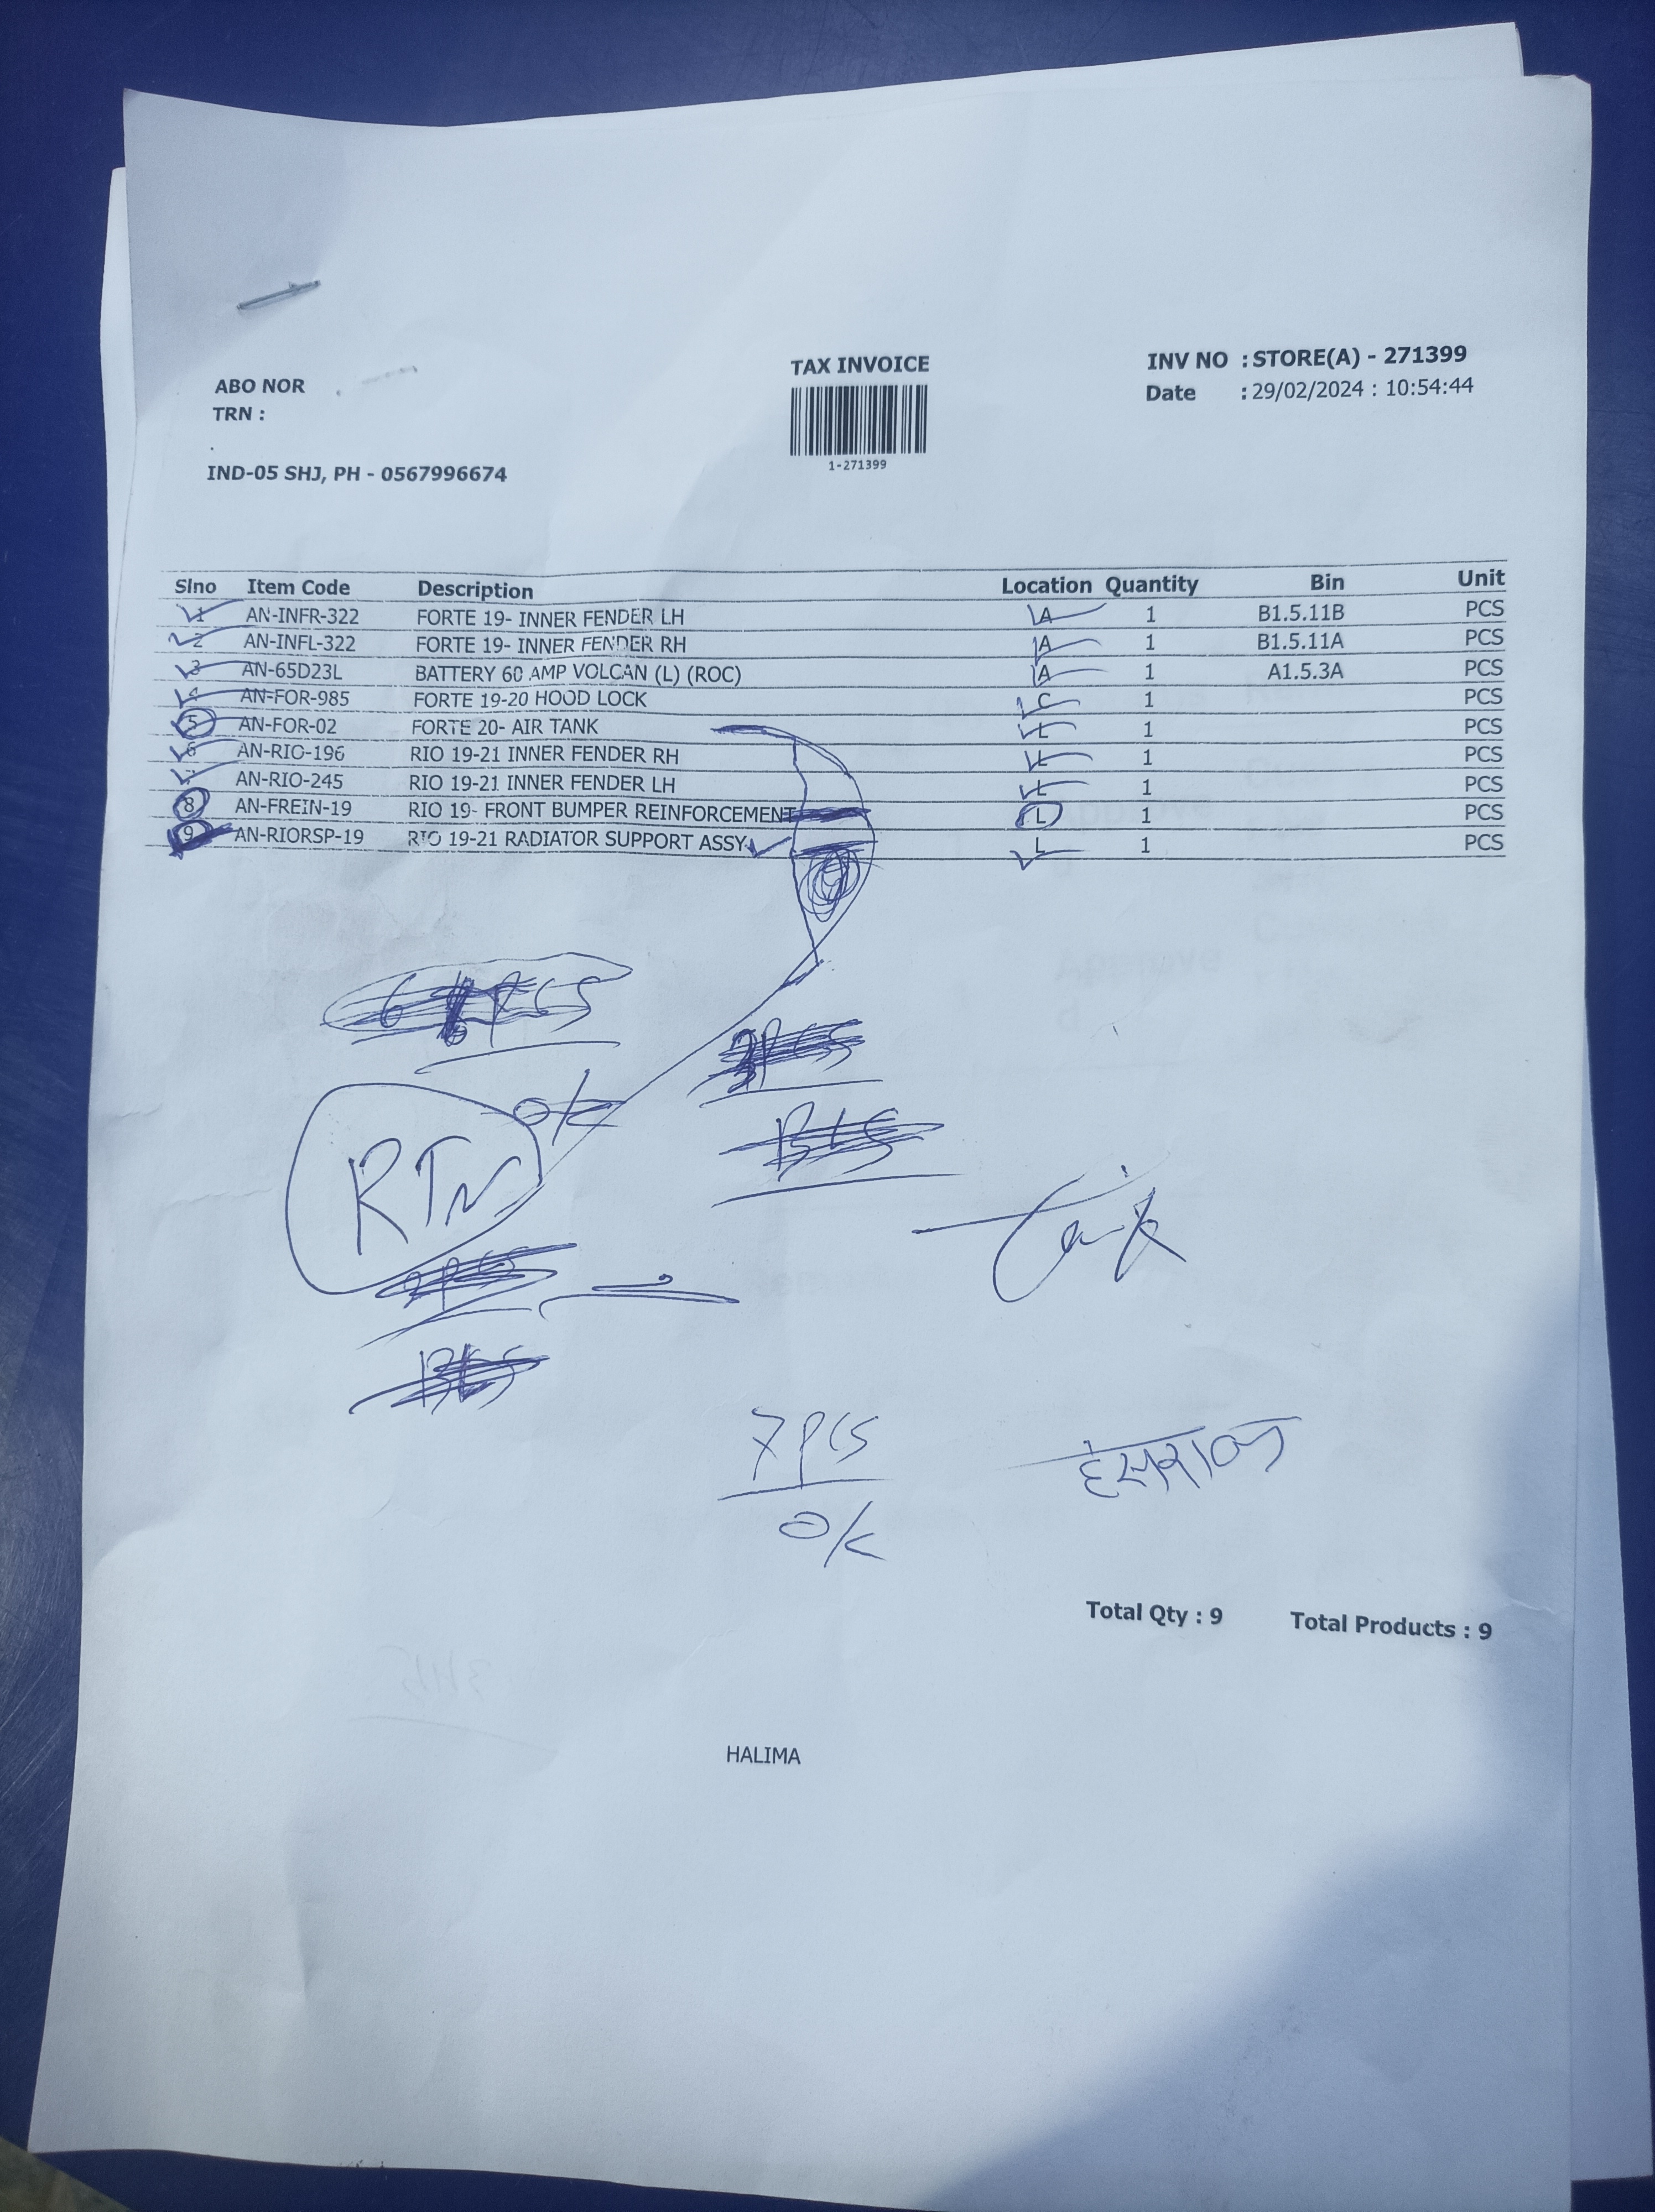 TAX INVOICE
INV NO : STORE(A) - 271399
ABO NOR
Date : 29/02/2024 : 10:54:44
TRN :
.
1-271399
IND-05 SHJ, PH - 0567996674
Slno Item Code Description Location Quantity Bin Unit
1 AN-INFR-322 FORTE 19- INNER FENDER LH A 1 B1.5.11B PCS
2 AN-INFL-322 FORTE 19- INNER FENDER RH A 1 B1.5.11A PCS
3 AN-65D23L BATTERY 60 AMP VOLCAN (L) (ROC) A 1 A1.5.3A PCS
4 AN-FOR-985 FORTE 19-20 HOOD LOCK C 1 PCS
5 AN-FOR-02 FORTE 20- AIR TANK L 1 PCS
6 AN-RIO-196 RIO 19-21 INNER FENDER RH L 1 PCS
7 AN-RIO-245 RIO 19-21 INNER FENDER LH L 1 PCS
8 AN-FREIN-19 RIO 19- FRONT BUMPER REINFORCEMENT L 1 PCS
9 AN-RIORSP-19 RIO 19-21 RADIATOR SUPPORT ASSY L 1 PCS
3PCS
O/K
RTN
2PCS
7 PCS
हंसराज
O/K
Total Qty : 9 Total Products : 9
HALIMA